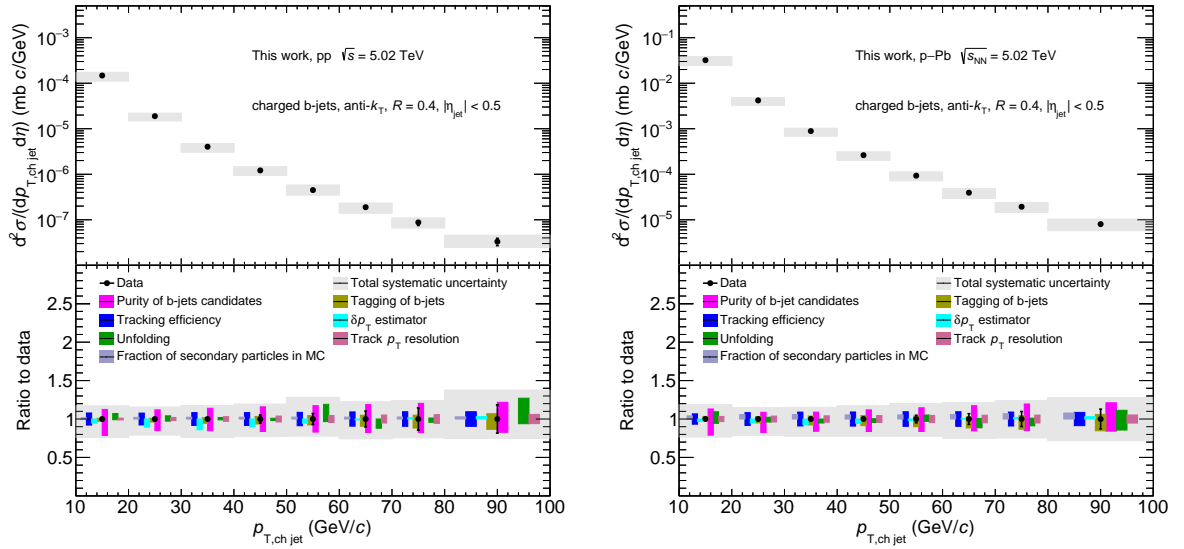 d²σ/(dp_T,ch jet dη) (mb c/GeV)
10⁻³
10⁻⁴
10⁻⁵
10⁻⁶
10⁻⁷
This work, pp √s = 5.02 TeV
charged b-jets, anti-k_T, R = 0.4, |η_jet| < 0.5
Ratio to data
2.5
2
1.5
1
0.5
Data
Purity of b-jets candidates
Tracking efficiency
Unfolding
Fraction of secondary particles in MC
Total systematic uncertainty
Tagging of b-jets
δp_T estimator
Track p_T resolution
10 20 30 40 50 60 70 80 90 100
p_T,ch jet (GeV/c)
d²σ/(dp_T,ch jet dη) (mb c/GeV)
10⁻¹
10⁻²
10⁻³
10⁻⁴
10⁻⁵
This work, p–Pb √s_NN = 5.02 TeV
charged b-jets, anti-k_T, R = 0.4, |η_jet| < 0.5
Ratio to data
2.5
2
1.5
1
0.5
Data
Purity of b-jet candidates
Tracking efficiency
Unfolding
Fraction of secondary particles in MC
Total systematic uncertainty
Tagging of b-jets
δp_T estimator
Track p_T resolution
10 20 30 40 50 60 70 80 90 100
p_T,ch jet (GeV/c)